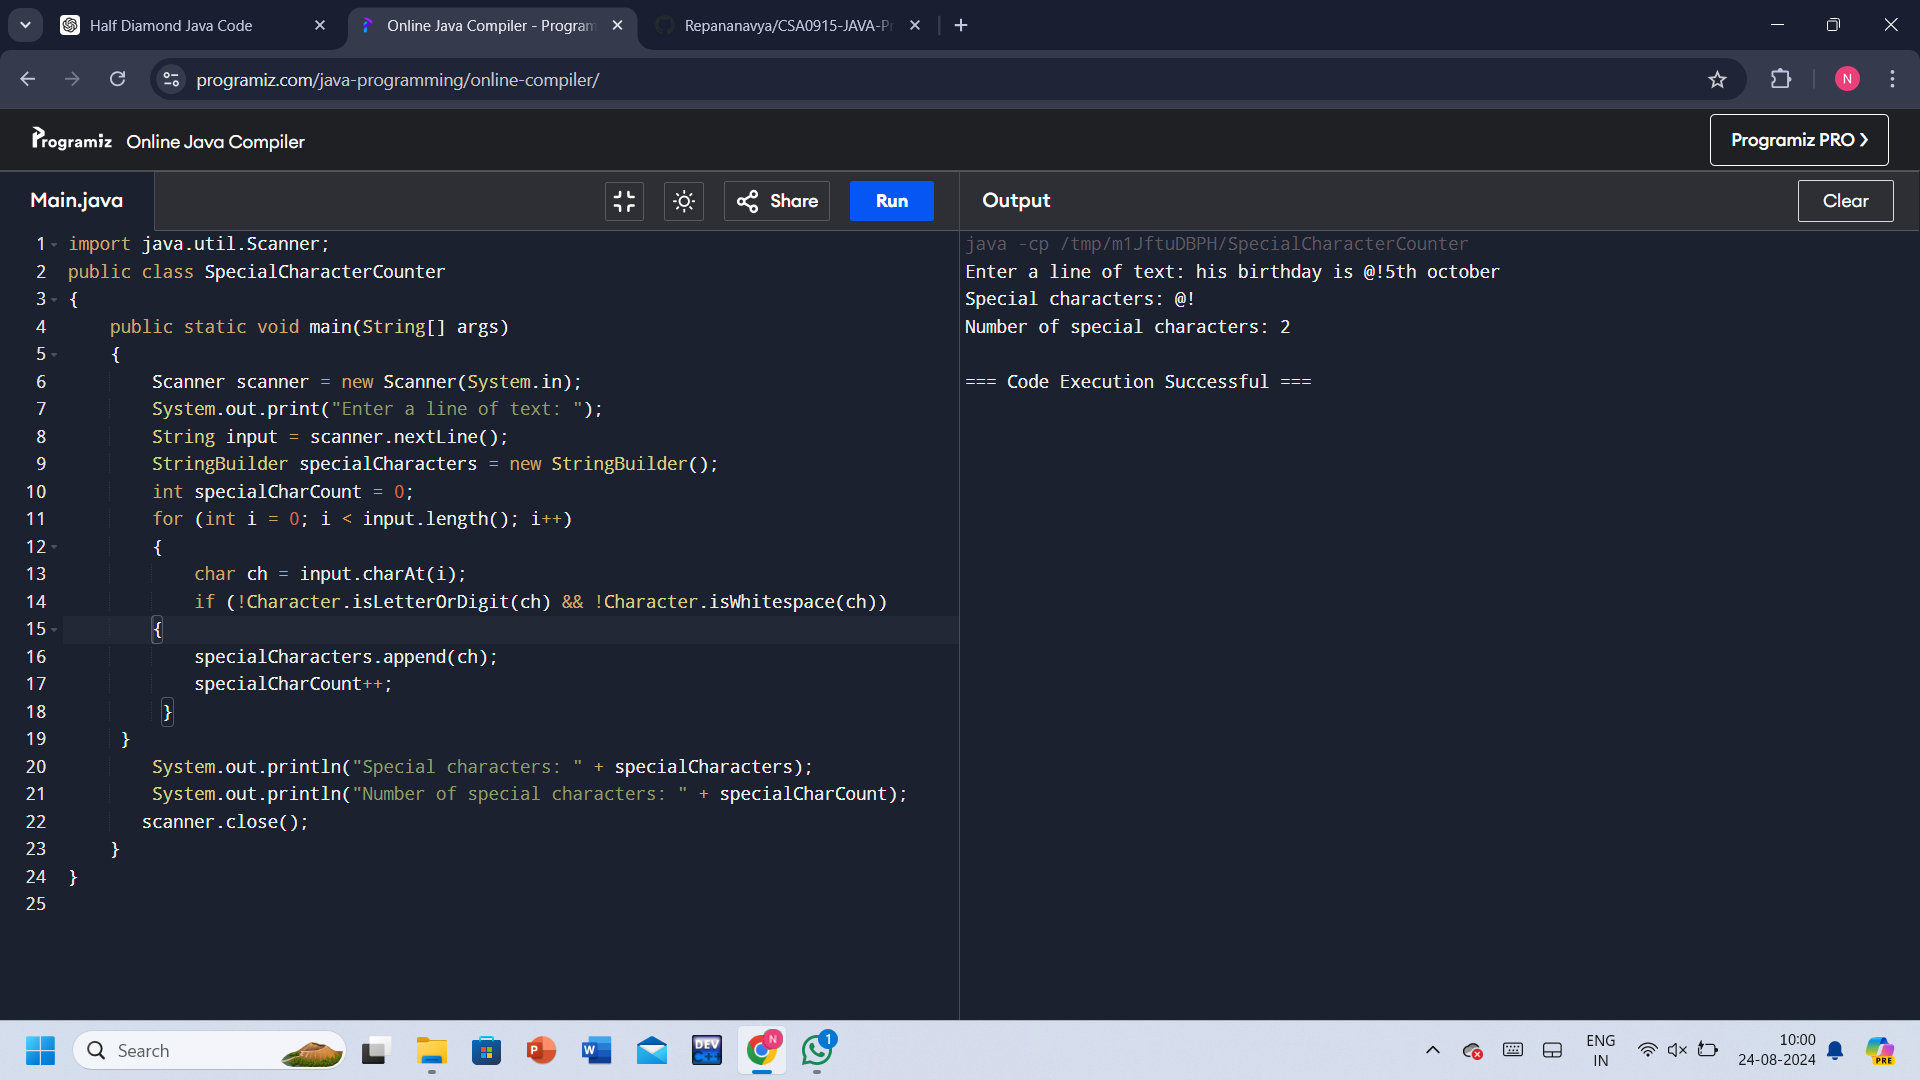 Half Diamond Java Code
Online Java Compiler - Program
Repananavya/CSA0915-JAVA-Pr
programiz.com/java-programming/online-compiler/
N
Programiz Online Java Compiler
Programiz PRO
Main.java
Share
Run
Output
Clear
1 import java.util.Scanner;
2 public class SpecialCharacterCounter
3 {
4 public static void main(String[] args)
5 {
6 Scanner scanner = new Scanner(System.in);
7 System.out.print("Enter a line of text: ");
8 String input = scanner.nextLine();
9 StringBuilder specialCharacters = new StringBuilder();
10 int specialCharCount = 0;
11 for (int i = 0; i < input.length(); i++)
12 {
13 char ch = input.charAt(i);
14 if (!Character.isLetterOrDigit(ch) && !Character.isWhitespace(ch))
15 {
16 specialCharacters.append(ch);
17 specialCharCount++;
18 }
19 }
20 System.out.println("Special characters: " + specialCharacters);
21 System.out.println("Number of special characters: " + specialCharCount);
22 scanner.close();
23 }
24 }
25
java -cp /tmp/m1JftuDBPH/SpecialCharacterCounter
Enter a line of text: his birthday is @!5th october
Special characters: @!
Number of special characters: 2
=== Code Execution Successful ===
Search
P
W
DEV
C++
N
1
ENG
IN
10:00
24-08-2024
PRE